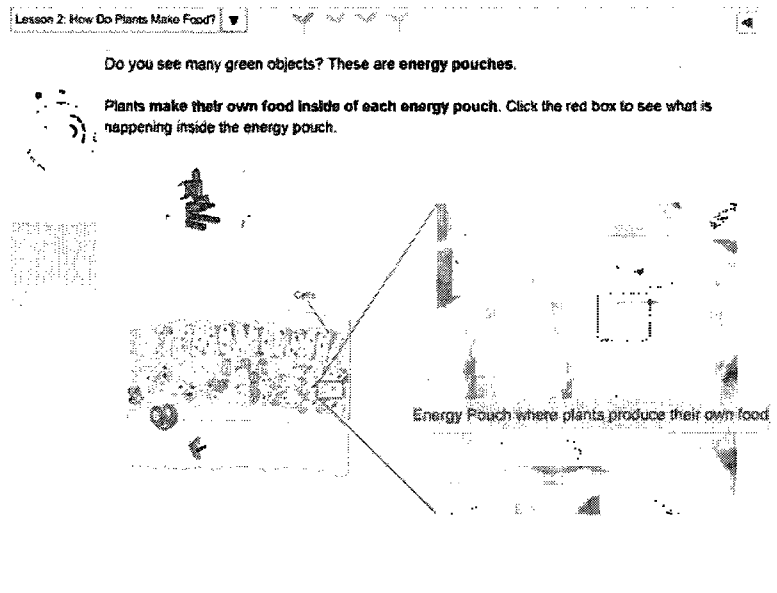 Lesson 2: How Do Plants Make Food?
Do you see many green objects? These are energy pouches.
Plants make their own food inside of each energy pouch. Click the red box to see what is
happening inside the energy pouch.
Cells
Energy Pouch where plants produce their own food